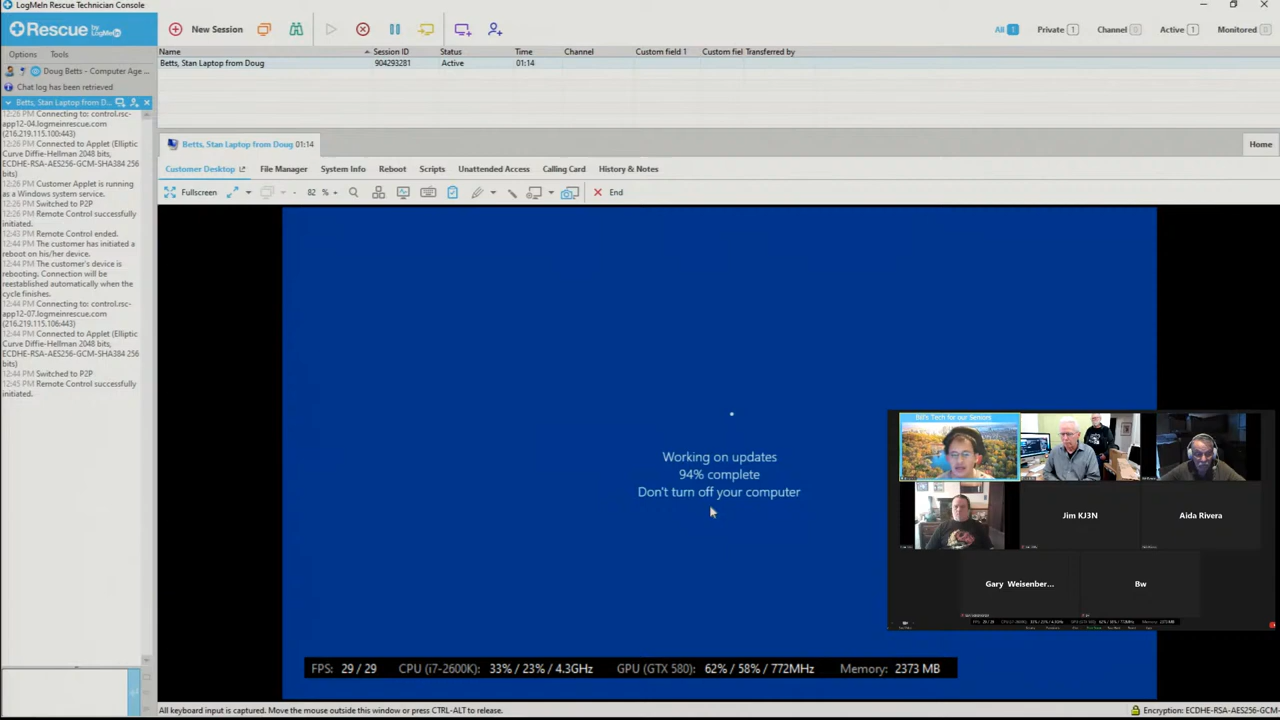 LogMeIn Rescue Technician Console
Rescue by LogMeIn
New Session
All 1 Private 1 Channel 0 Active 1 Monitored 0
Options Tools
Name Session ID Status Time Channel Custom field 1 Custom fiel Transferred by
Betts, Stan Laptop from Doug 904293281 Active 01:14
Doug Betts - Computer Age ...
Chat log has been retrieved
Betts, Stan Laptop from D...
12:26 PM Connecting to: control.rsc-
app12-04.logmeinrescue.com
(216.219.115.100:443)
12:26 PM Connected to Applet (Elliptic
Curve Diffie-Hellman 2048 bits,
ECDHE-RSA-AES256-GCM-SHA384 256
bits)
12:26 PM Customer Applet is running
as a Windows system service.
12:26 PM Switched to P2P
12:26 PM Remote Control successfully
initiated.
12:43 PM Remote Control ended.
12:44 PM The customer has initiated a
reboot on his/her device.
12:44 PM The customer's device is
rebooting. Connection will be
reestablished automatically when the
cycle finishes.
12:44 PM Connecting to: control.rsc-
app12-07.logmeinrescue.com
(216.219.115.106:443)
12:44 PM Connected to Applet (Elliptic
Curve Diffie-Hellman 2048 bits,
ECDHE-RSA-AES256-GCM-SHA384 256
bits)
12:44 PM Switched to P2P
12:45 PM Remote Control successfully
initiated.
Betts, Stan Laptop from Doug 01:14
Home
Customer Desktop File Manager System Info Reboot Scripts Unattended Access Calling Card History & Notes
Fullscreen - 82 % + End
Working on updates
94% complete
Don't turn off your computer
Bill's Tech for our Seniors
Jim KJ3N
Aida Rivera
Gary Weisenber...
Bw
FPS: 29 / 29 CPU (i7-2600K): 33% / 23% / 4.3GHz GPU (GTX 580): 62% / 58% / 772MHz Memory: 2373 MB
All keyboard input is captured. Move the mouse outside this window or press CTRL-ALT to release.
Encryption: ECDHE-RSA-AES256-GCM-S